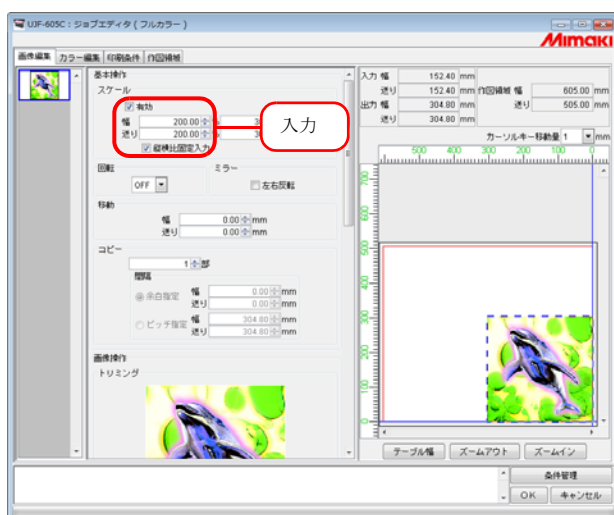 UJF-605C : ジョブエディタ ( フルカラー )
Mimaki
画像編集 カラー編集 印刷条件 作図領域
基本操作
スケール
有効
幅 200.00 %
送り 200.00 %
縦横比固定入力
入力
回転 ミラー
OFF 左右反転
移動
幅 0.00 mm
送り 0.00 mm
コピー
1 部
間隔
余白指定 幅 0.00 mm
送り 0.00 mm
ピッチ指定 幅 304.80 mm
送り 304.80 mm
画像操作
トリミング
入力 幅 152.40 mm
送り 152.40 mm 作図領域 幅 605.00 mm
出力 幅 304.80 mm 送り 505.00 mm
送り 304.80 mm
カーソルキー移動量 1 mm
500 400 300 200 100 0
テーブル幅 ズームアウト ズームイン
条件管理
OK キャンセル